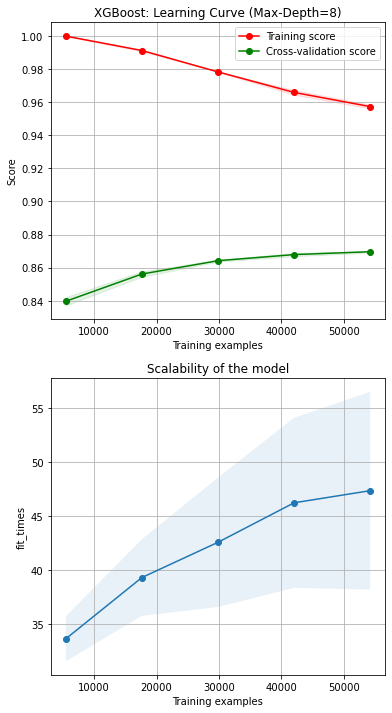 XGBoost: Learning Curve (Max-Depth=8)
1.00
0.98
0.96
0.94
0.92
0.90
0.88
0.86
0.84
Score
Training score
Cross-validation score
10000 20000 30000 40000 50000
Training examples
Scalability of the model
55
50
45
40
35
fit_times
10000 20000 30000 40000 50000
Training examples